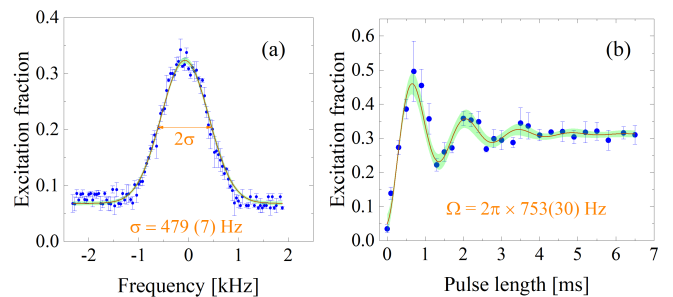 (a)
0.4
0.3
0.2
0.1
0.0
Excitation fraction
2σ
σ = 479 (7) Hz
-2 -1 0 1 2
Frequency [kHz]
(b)
0.6
0.5
0.4
0.3
0.2
0.1
0.0
Excitation fraction
Ω = 2π × 753(30) Hz
0 1 2 3 4 5 6 7
Pulse length [ms]